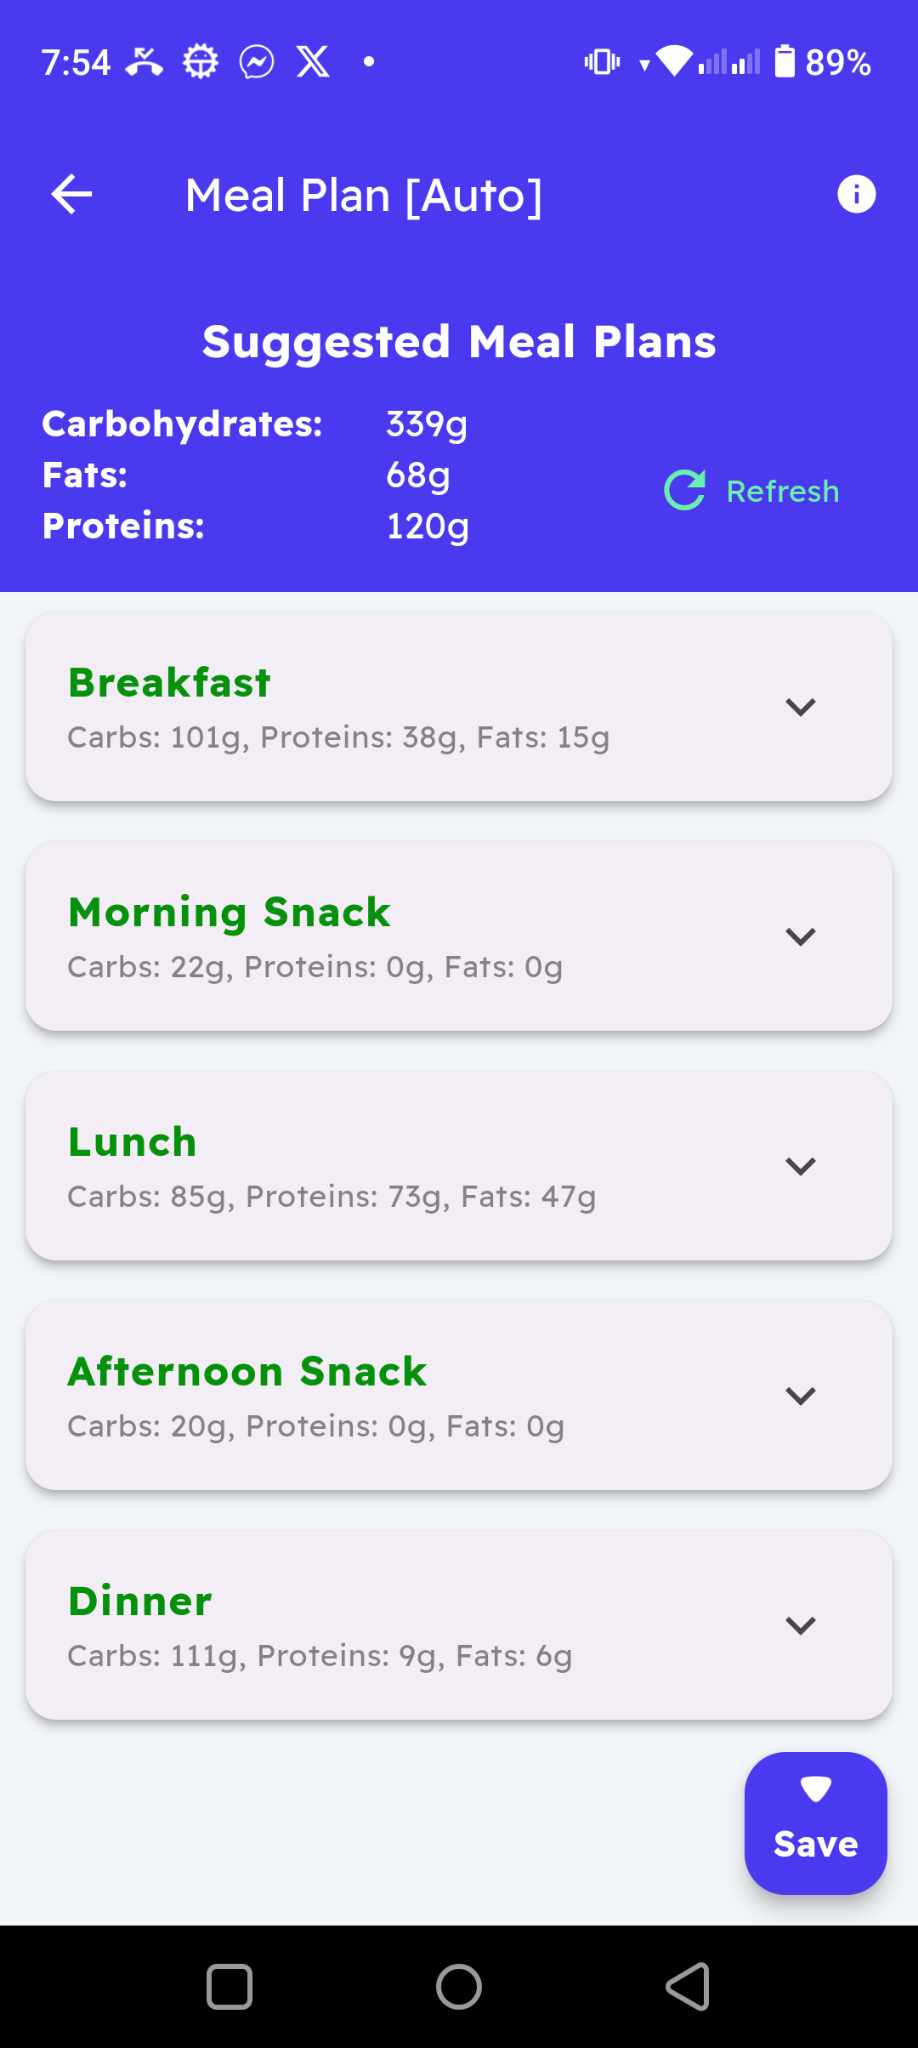 7:54
89%
Meal Plan [Auto]
Suggested Meal Plans
Carbohydrates: 339g
Fats: 68g
Proteins: 120g
Refresh
Breakfast
Carbs: 101g, Proteins: 38g, Fats: 15g
Morning Snack
Carbs: 22g, Proteins: 0g, Fats: 0g
Lunch
Carbs: 85g, Proteins: 73g, Fats: 47g
Afternoon Snack
Carbs: 20g, Proteins: 0g, Fats: 0g
Dinner
Carbs: 111g, Proteins: 9g, Fats: 6g
Save